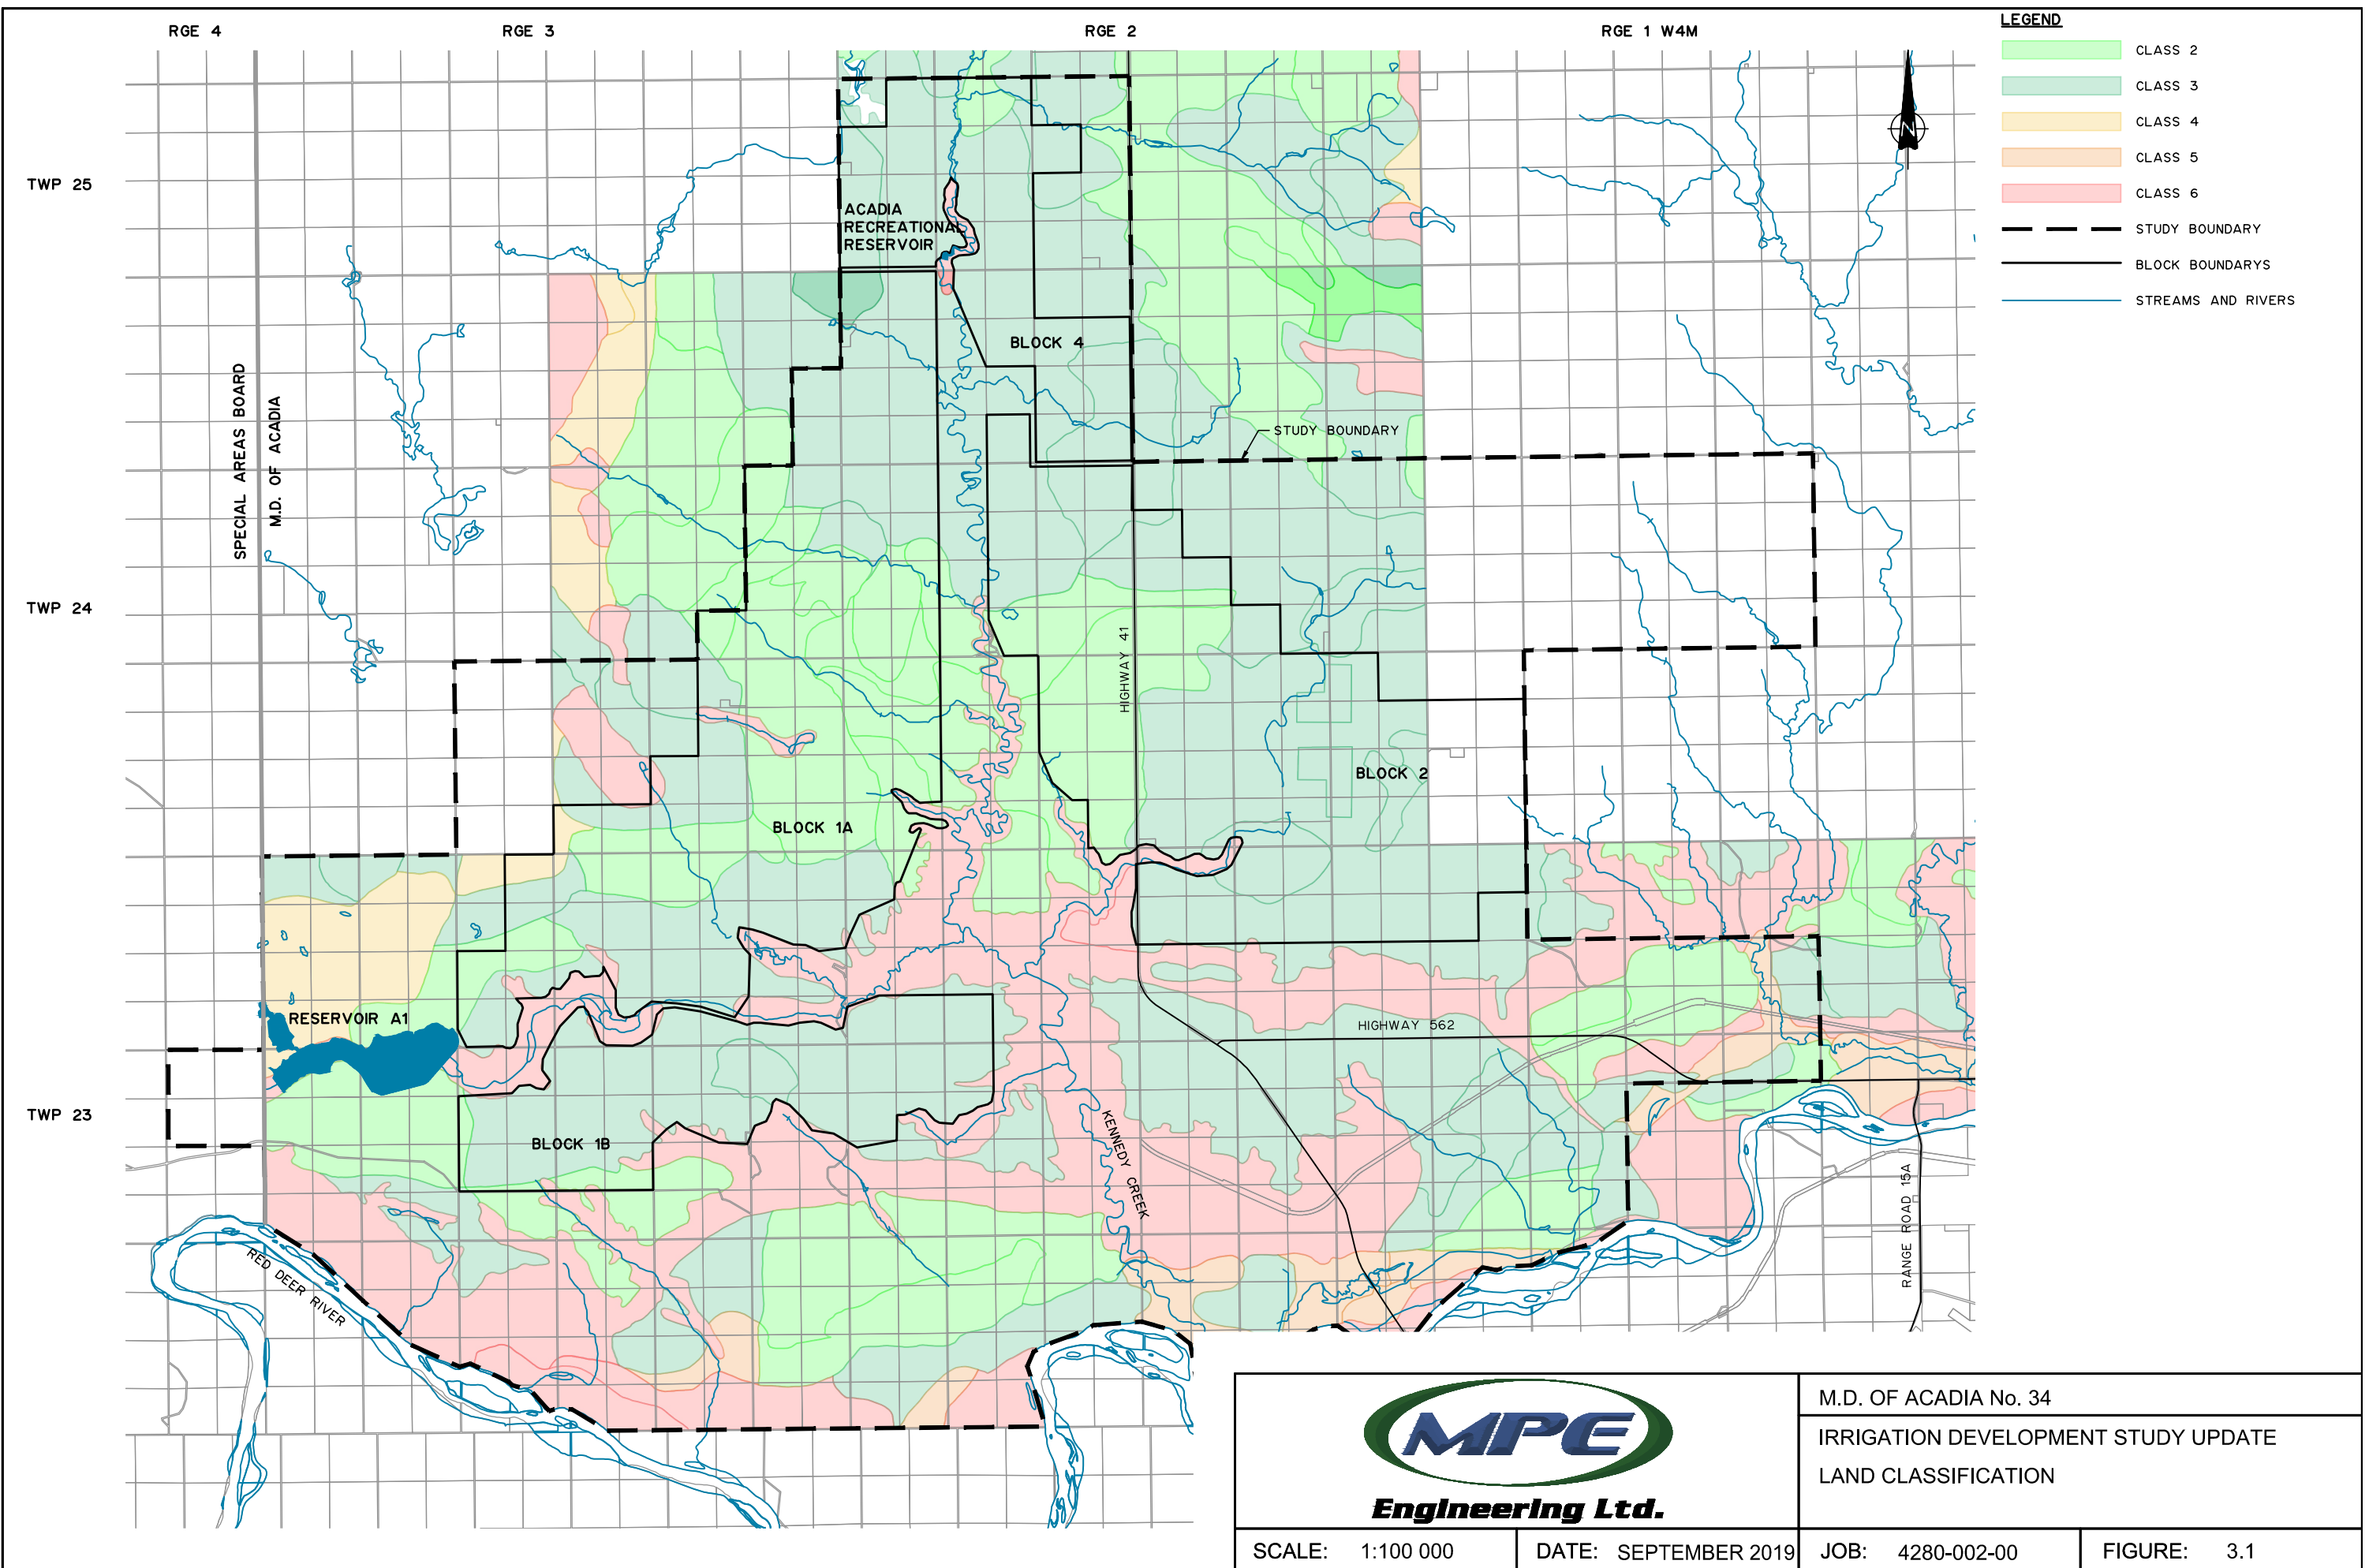 RGE 4
RGE 3
RGE 2
RGE 1 W4M
LEGEND
CLASS 2
CLASS 3
CLASS 4
CLASS 5
CLASS 6
STUDY BOUNDARY
BLOCK BOUNDARYS
STREAMS AND RIVERS
N
TWP 25
ACADIA
RECREATIONAL
RESERVOIR
BLOCK 4
SPECIAL AREAS BOARD
M.D. OF ACADIA
STUDY BOUNDARY
TWP 24
HIGHWAY 41
BLOCK 2
BLOCK 1A
RESERVOIR A1
HIGHWAY 562
TWP 23
BLOCK 1B
KENNEDY CREEK
RANGE ROAD 15A
RED DEER RIVER
MPE
Engineering Ltd.
M.D. OF ACADIA No. 34
IRRIGATION DEVELOPMENT STUDY UPDATE
LAND CLASSIFICATION
SCALE: 1:100 000
DATE: SEPTEMBER 2019
JOB: 4280-002-00
FIGURE: 3.1